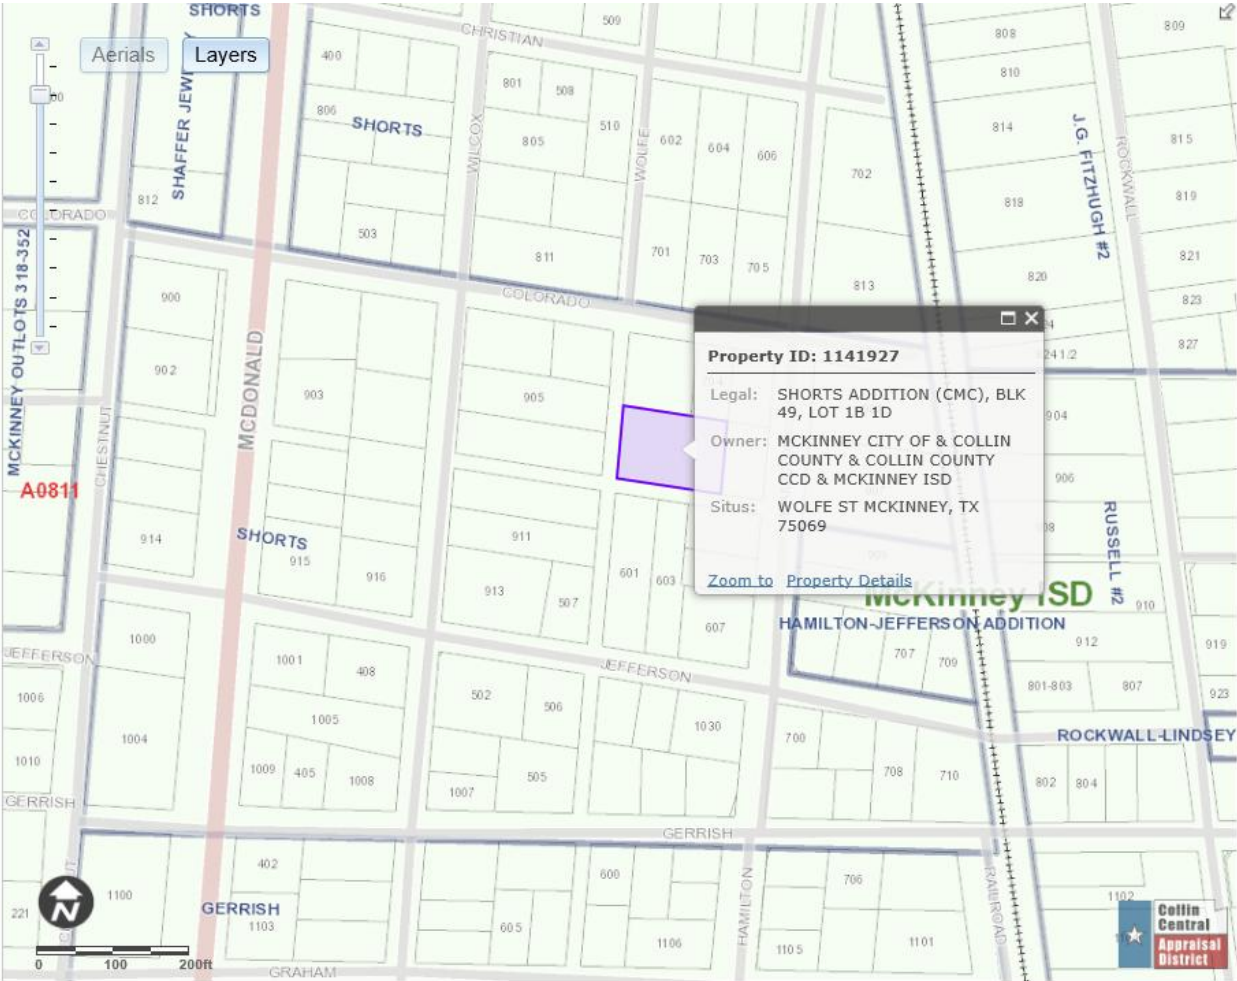 SHORTS
Aerials
Layers
SHAFFER JEW
400
806
SHORTS
503
812
COLORADO
CHRISTIAN
509
801
508
805
510
811
WILCOX
WOLFE
602
604
606
701
703
705
702
813
808
810
814
818
820
809
815
819
821
823
827
J.G. FITZHUGH #2
ROCKWALL
MCKINNEY OUTLOTS 318-352
A0811
CHESTNUT
900
902
914
MCDONALD
903
SHORTS
915
916
COLORADO
905
911
913
507
601
603
607
Property ID: 1141927
Legal: SHORTS ADDITION (CMC), BLK
49, LOT 1B 1D
Owner: MCKINNEY CITY OF & COLLIN
COUNTY & COLLIN COUNTY
CCD & MCKINNEY ISD
Situs: WOLFE ST MCKINNEY, TX
75069
Zoom to Property Details
8241/2
904
906
RUSSELL #2
910
McKinney ISD
HAMILTON-JEFFERSON ADDITION
912
919
707
709
801-803
807
923
JEFFERSON
1000
1006
1004
1010
GERRISH
1001
408
1005
1009
405
1008
502
506
505
1007
JEFFERSON
1030
700
708
710
ROCKWALL-LINDSEY
802
804
GERRISH
402
GERRISH
1103
1100
221
N
0 100 200ft
GRAHAM
605
600
1106
HAMILTON
706
1105
1101
RAILROAD
1102
Collin
Central
Appraisal
District